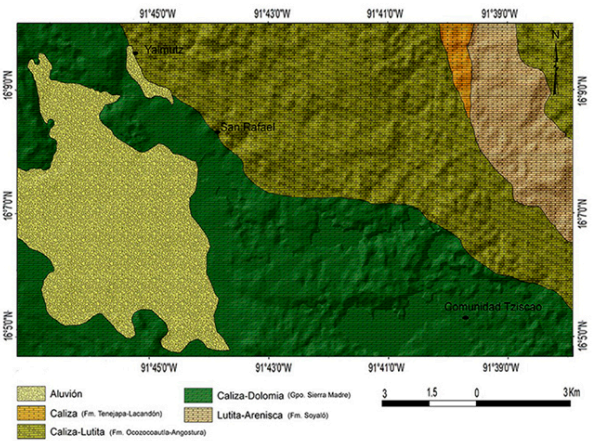 91°45'0"W 91°43'0"W 91°41'0"W 91°39'0"W
N
Yalmutz
16°9'0"N 16°9'0"N
San Rafael
16°7'0"N 16°7'0"N
Comunidad Tziscao
16°5'0"N 16°5'0"N
91°45'0"W 91°43'0"W 91°41'0"W 91°39'0"W
Aluvión
Caliza (Fm. Tenejapa-Lacandón)
Caliza-Lutita (Fm. Ocozocoautla-Angostura)
Caliza-Dolomia (Gpo. Sierra Madre)
Lutita-Arenisca (Fm. Soyaló)
3 1.5 0 3 Km